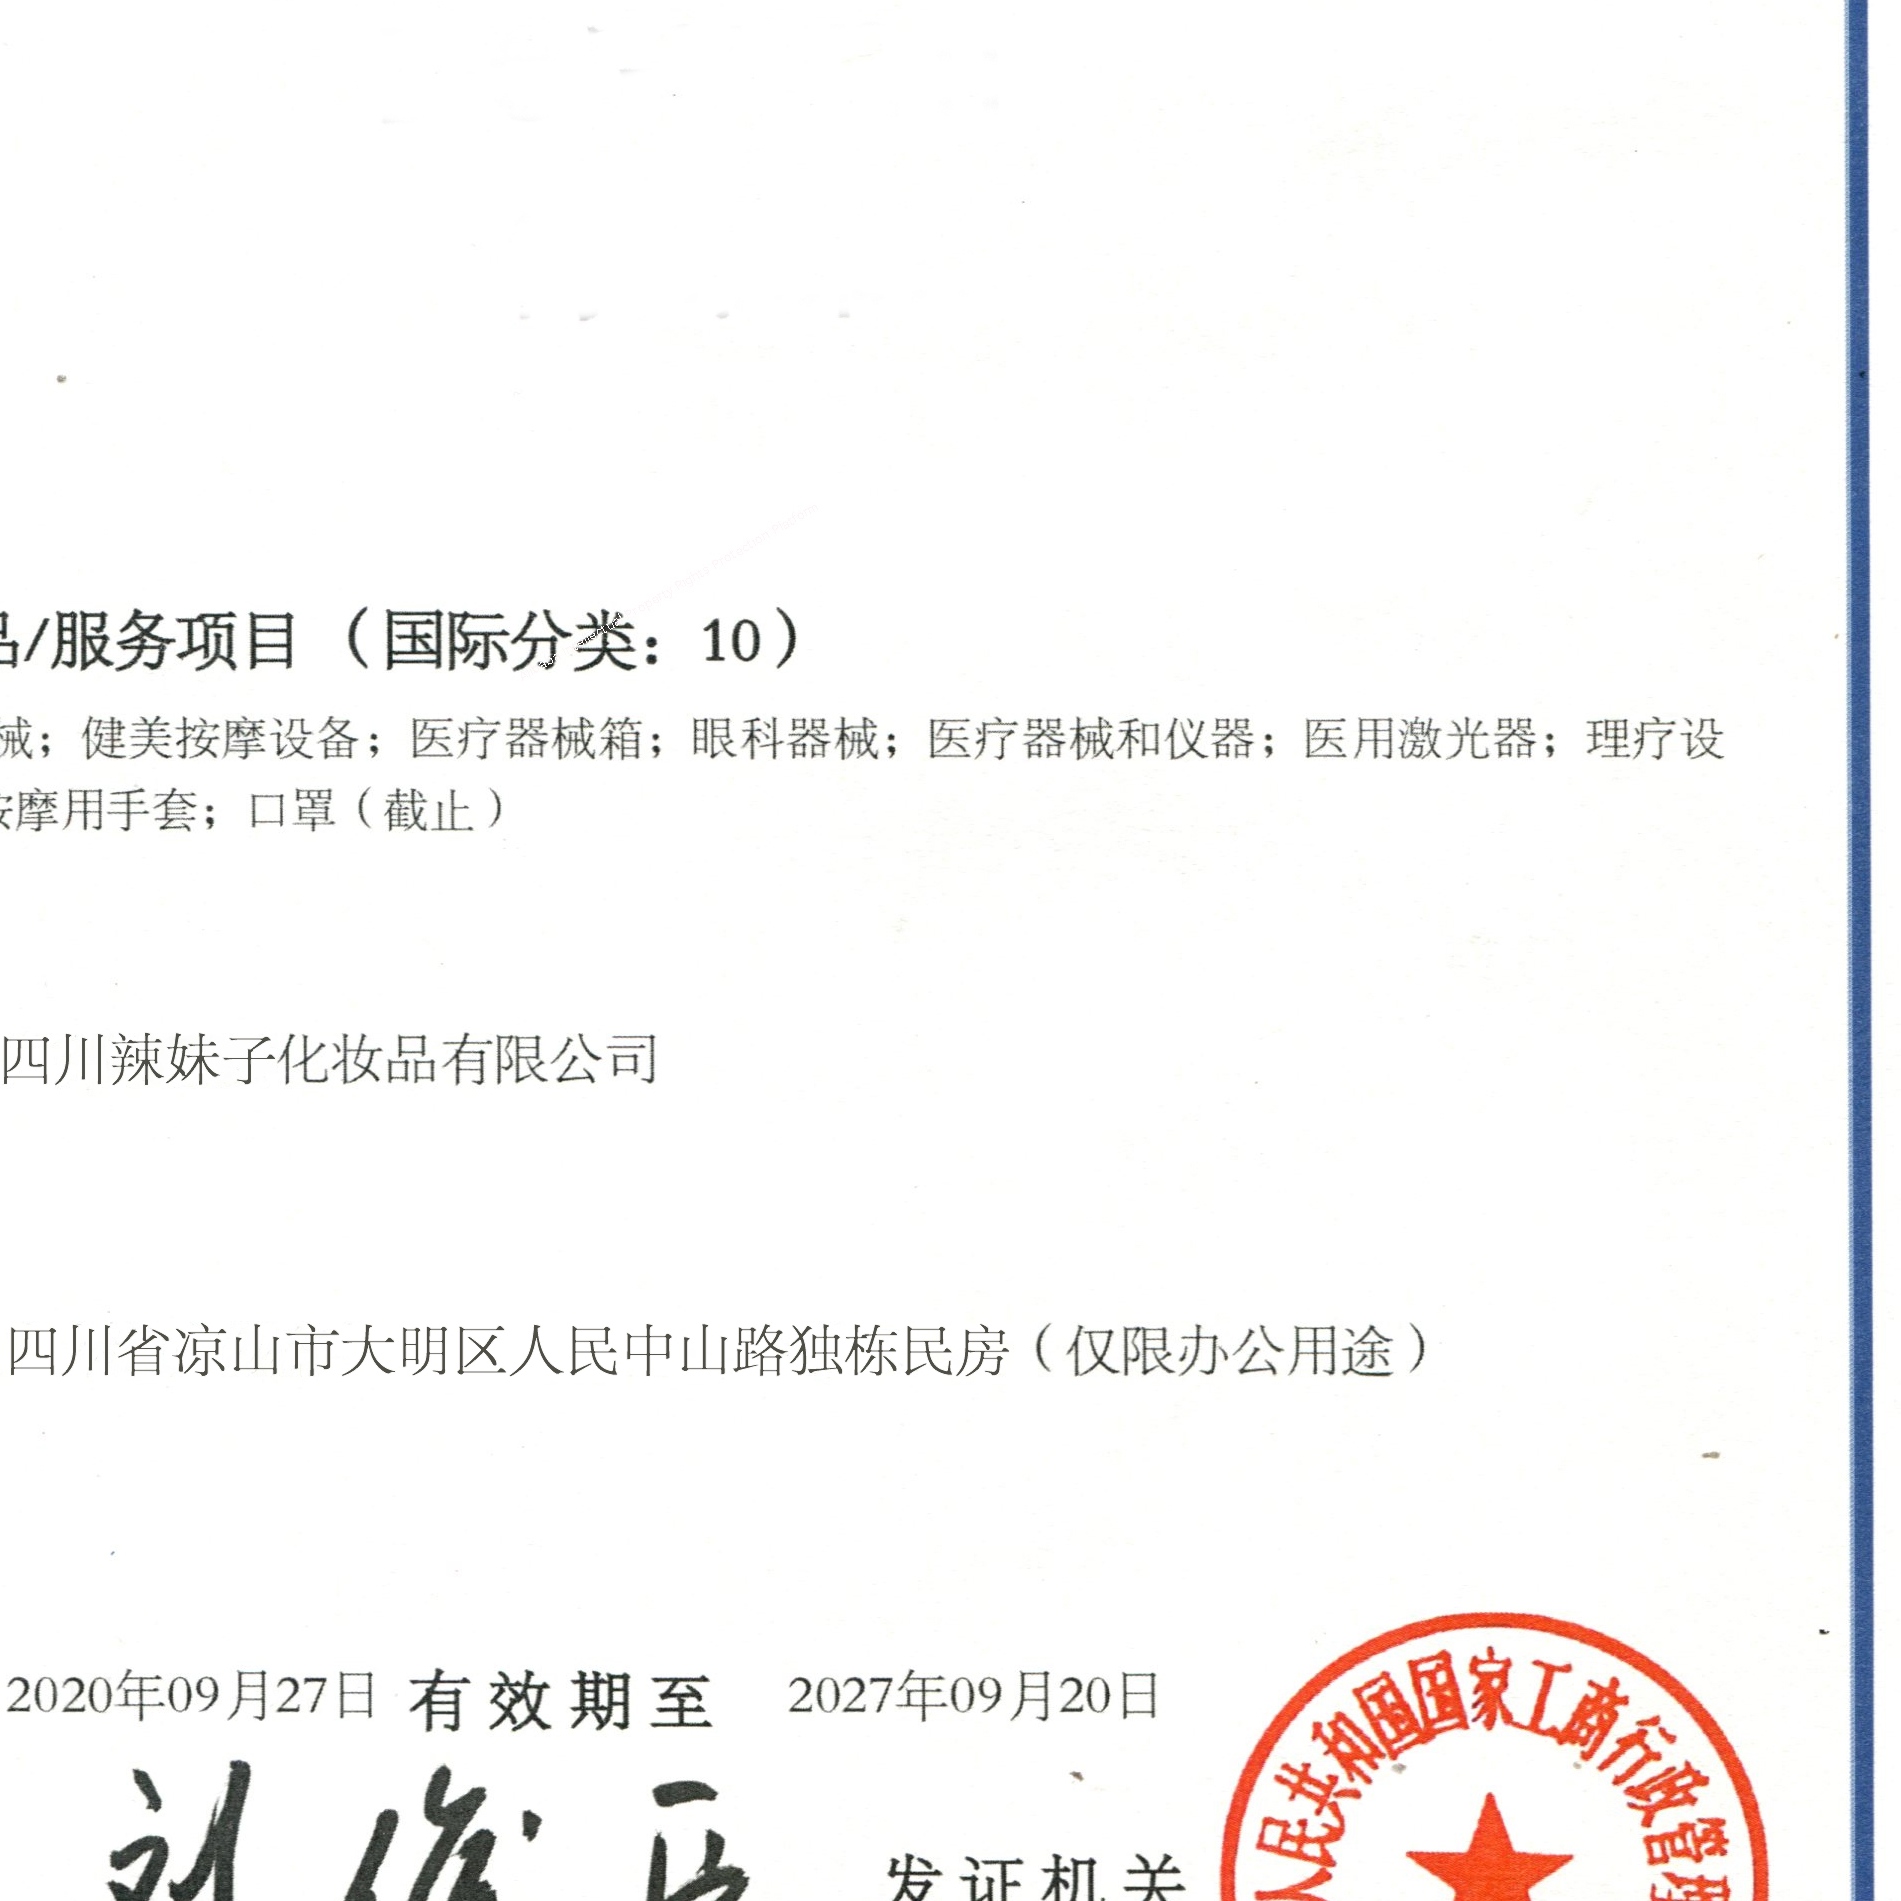 品/服务项目（国际分类：10）
械；健美按摩设备；医疗器械箱；眼科器械；医疗器械和仪器；医用激光器；理疗设
按摩用手套；口罩（截止）
四川辣妹子化妆品有限公司
四川省凉山市大明区人民中山路独栋民房（仅限办公用途）
2020年09月27日 有效期至 2027年09月20日
发证机关
人民共和国国家工商行政管理